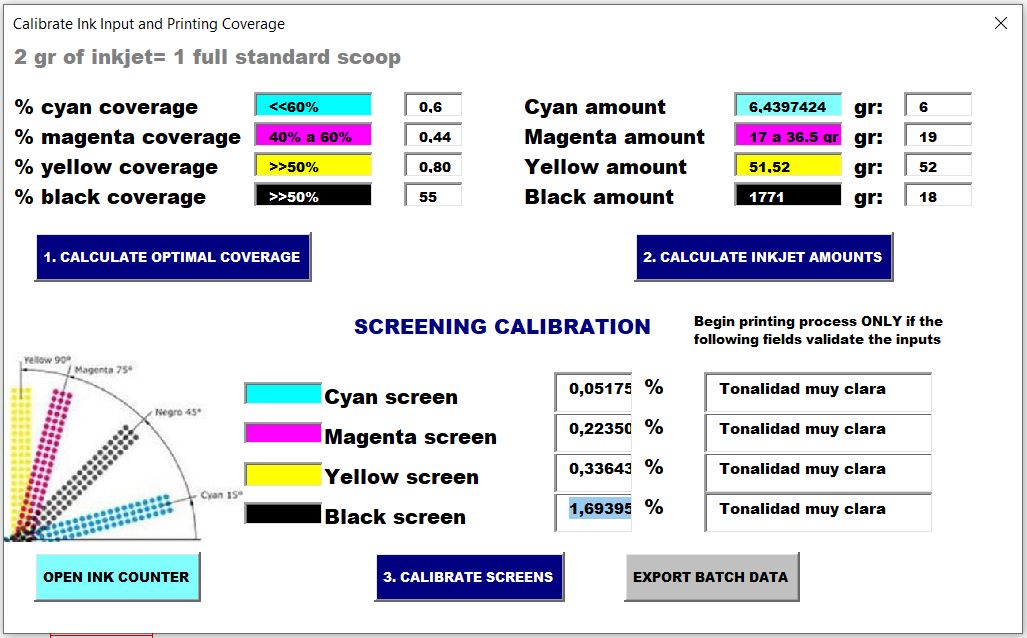 Calibrate Ink Input and Printing Coverage
2 gr of inkjet= 1 full standard scoop
% cyan coverage <<60% 0,6 Cyan amount 6,4397424 gr: 6
% magenta coverage 40% a 60% 0,44 Magenta amount 17 a 36.5 gr gr: 19
% yellow coverage >>50% 0,80 Yellow amount 51,52 gr: 52
% black coverage >>50% 55 Black amount 1771 gr: 18
1. CALCULATE OPTIMAL COVERAGE 2. CALCULATE INKJET AMOUNTS
SCREENING CALIBRATION
Begin printing process ONLY if the
following fields validate the inputs
Yellow 90º
Magenta 75º
Negro 45º
Cyan 15º
Cyan screen 0,05175 % Tonalidad muy clara
Magenta screen 0,22350 % Tonalidad muy clara
Yellow screen 0,33643 % Tonalidad muy clara
Black screen 1,69395 % Tonalidad muy clara
OPEN INK COUNTER 3. CALIBRATE SCREENS EXPORT BATCH DATA